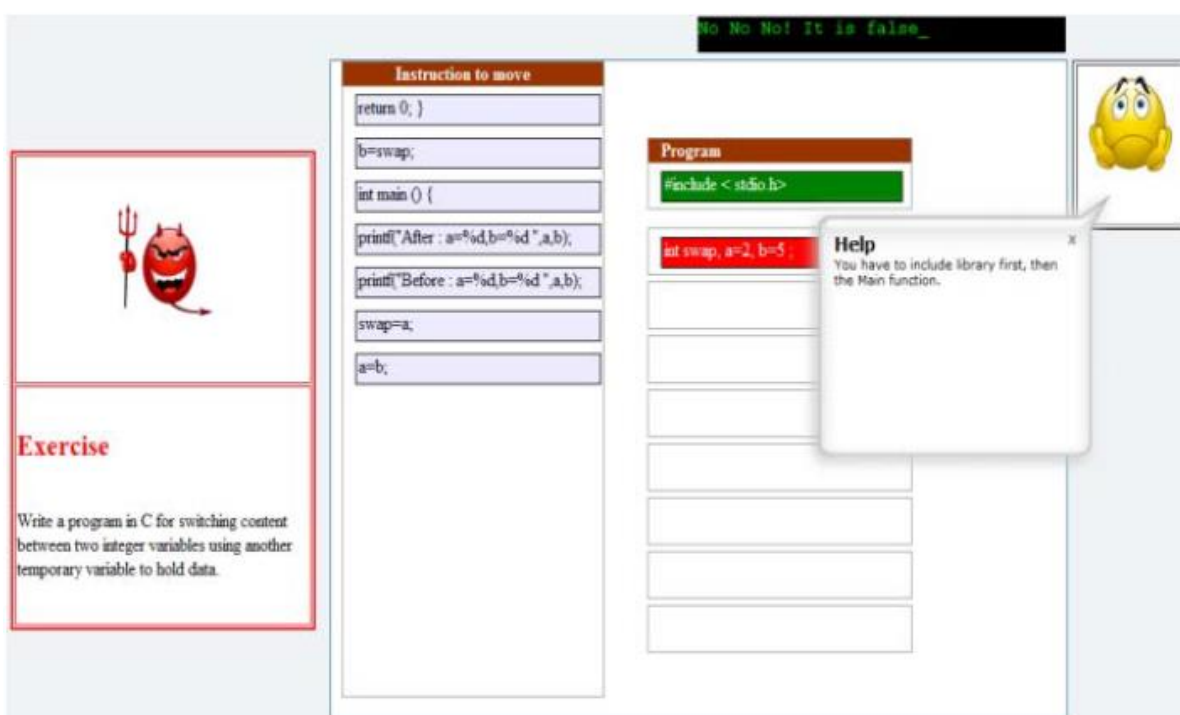 No No No! It is false_
Instruction to move
return 0; }
b=swap;
int main () {
printf("After : a=%d,b=%d ",a,b);
printf("Before : a=%d,b=%d ",a,b);
swap=a;
a=b;
Program
#include < stdio.h>
int swap, a=2, b=5 ;
Help
x
You have to include library first, then
the Main function.
Exercise
Write a program in C for switching content
between two integer variables using another
temporary variable to hold data.